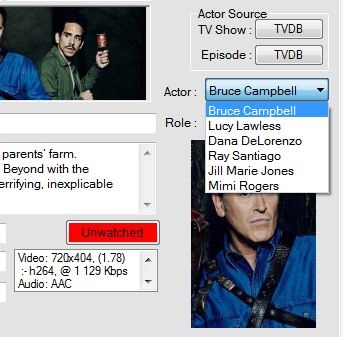 Actor Source
TV Show : TVDB
Episode : TVDB
Actor : Bruce Campbell
Bruce Campbell
Lucy Lawless
Dana DeLorenzo
Ray Santiago
Jill Marie Jones
Mimi Rogers
Role :
parents' farm.
Beyond with the
errifying, inexplicable
Unwatched
Video: 720x404, (1.78)
:- h264, @ 1 129 Kbps
Audio: AAC